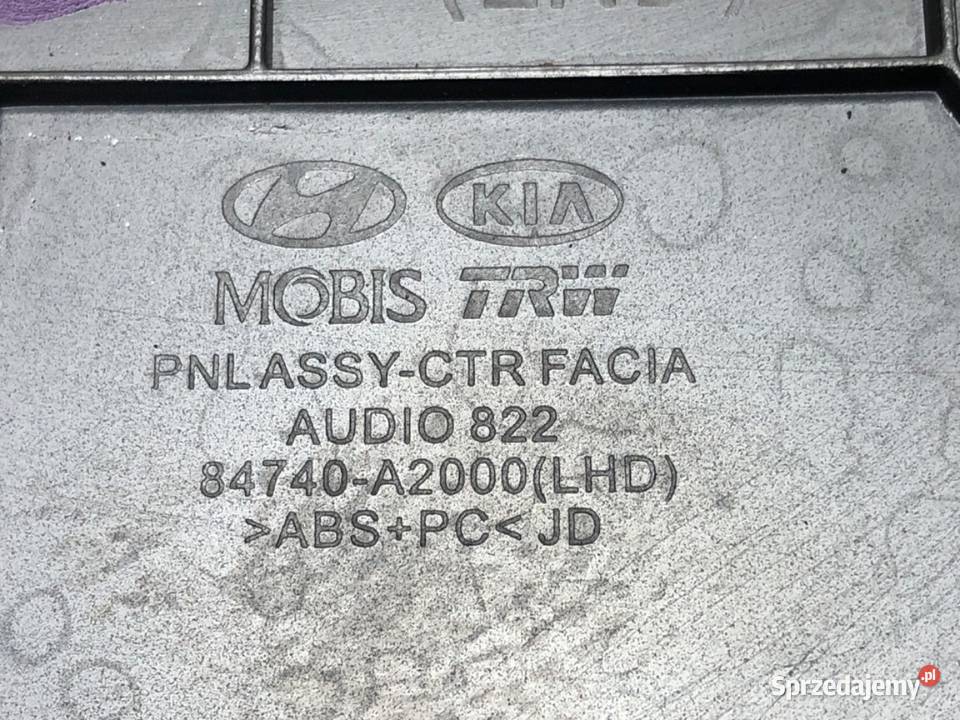 KIA
MOBIS TRW
PNL ASSY-CTR FACIA
AUDIO 822
84740-A2000(LHD)
>ABS+PC< JD
Sprzedajemy.pl